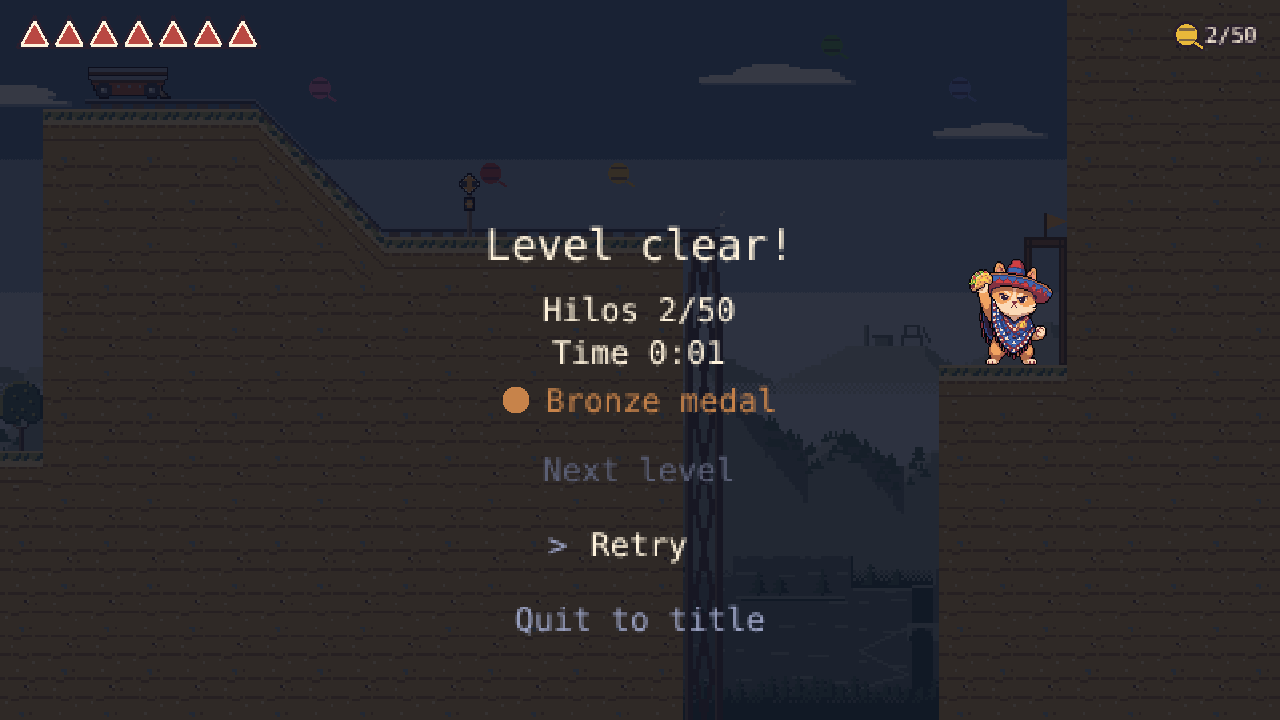 2/50
Level clear!
Hilos 2/50
Time 0:01
Bronze medal
Next level
> Retry
Quit to title